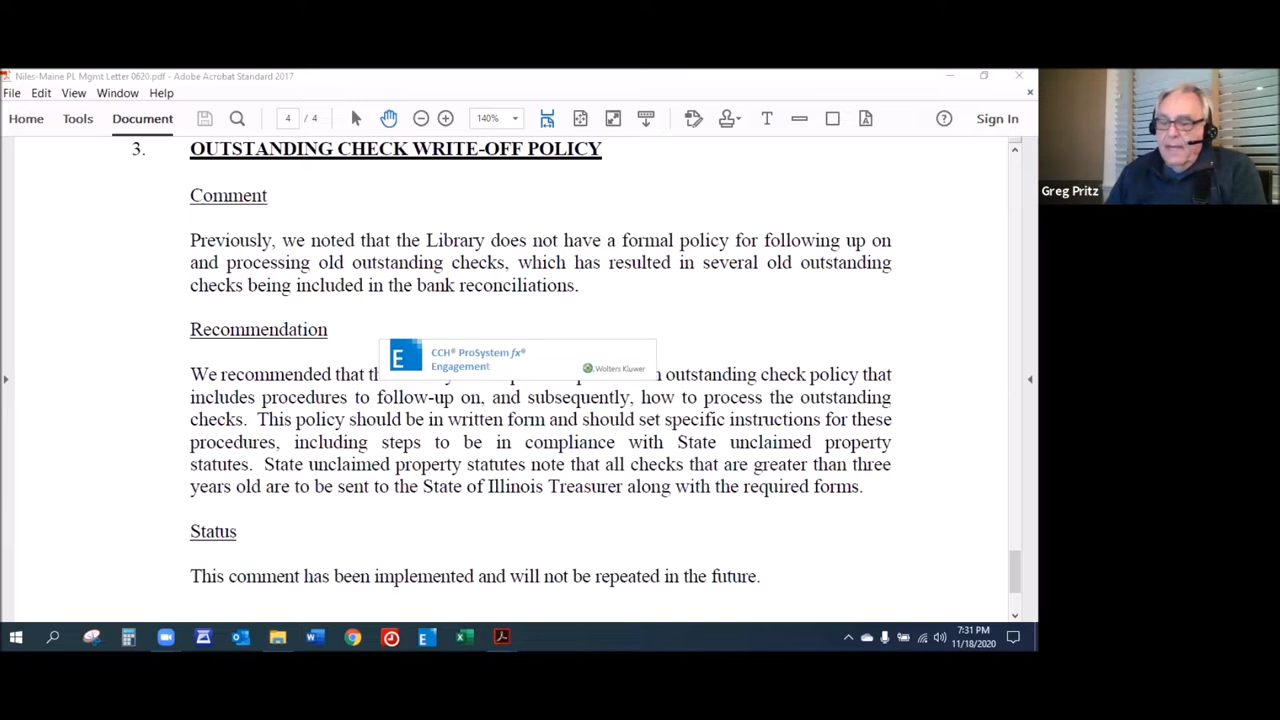 Niles-Maine PL Mgmt Letter 0620.pdf - Adobe Acrobat Standard 2017
File Edit View Window Help
Home Tools Document 4 / 4 140% Sign In
Greg Pritz
3. OUTSTANDING CHECK WRITE-OFF POLICY
Comment
Previously, we noted that the Library does not have a formal policy for following up on
and processing old outstanding checks, which has resulted in several old outstanding
checks being included in the bank reconciliations.
Recommendation
E CCH® ProSystem fx®
Engagement
Wolters Kluwer
We recommended that outstanding check policy that
includes procedures to follow-up on, and subsequently, how to process the outstanding
checks. This policy should be in written form and should set specific instructions for these
procedures, including steps to be in compliance with State unclaimed property
statutes. State unclaimed property statutes note that all checks that are greater than three
years old are to be sent to the State of Illinois Treasurer along with the required forms.
Status
This comment has been implemented and will not be repeated in the future.
7:31 PM
11/18/2020